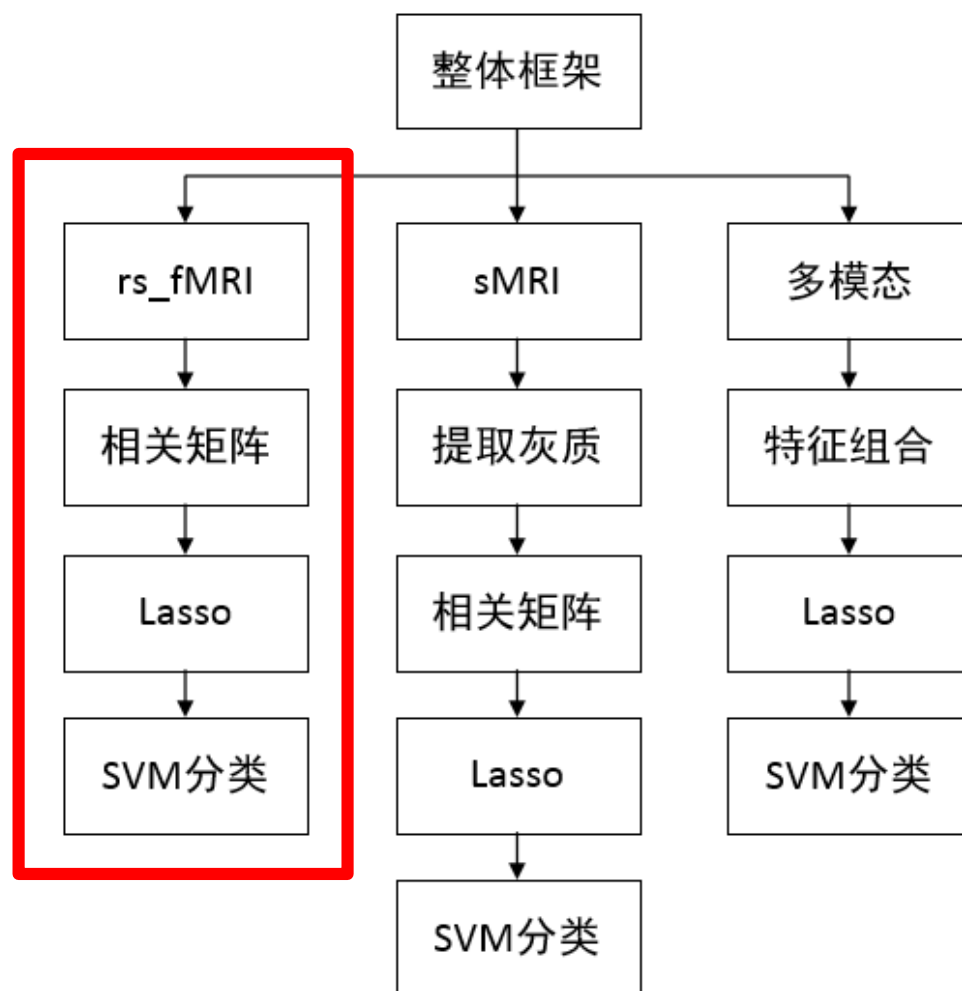 整体框架
rs_fMRI
相关矩阵
Lasso
SVM分类
sMRI
提取灰质
相关矩阵
Lasso
SVM分类
多模态
特征组合
Lasso
SVM分类